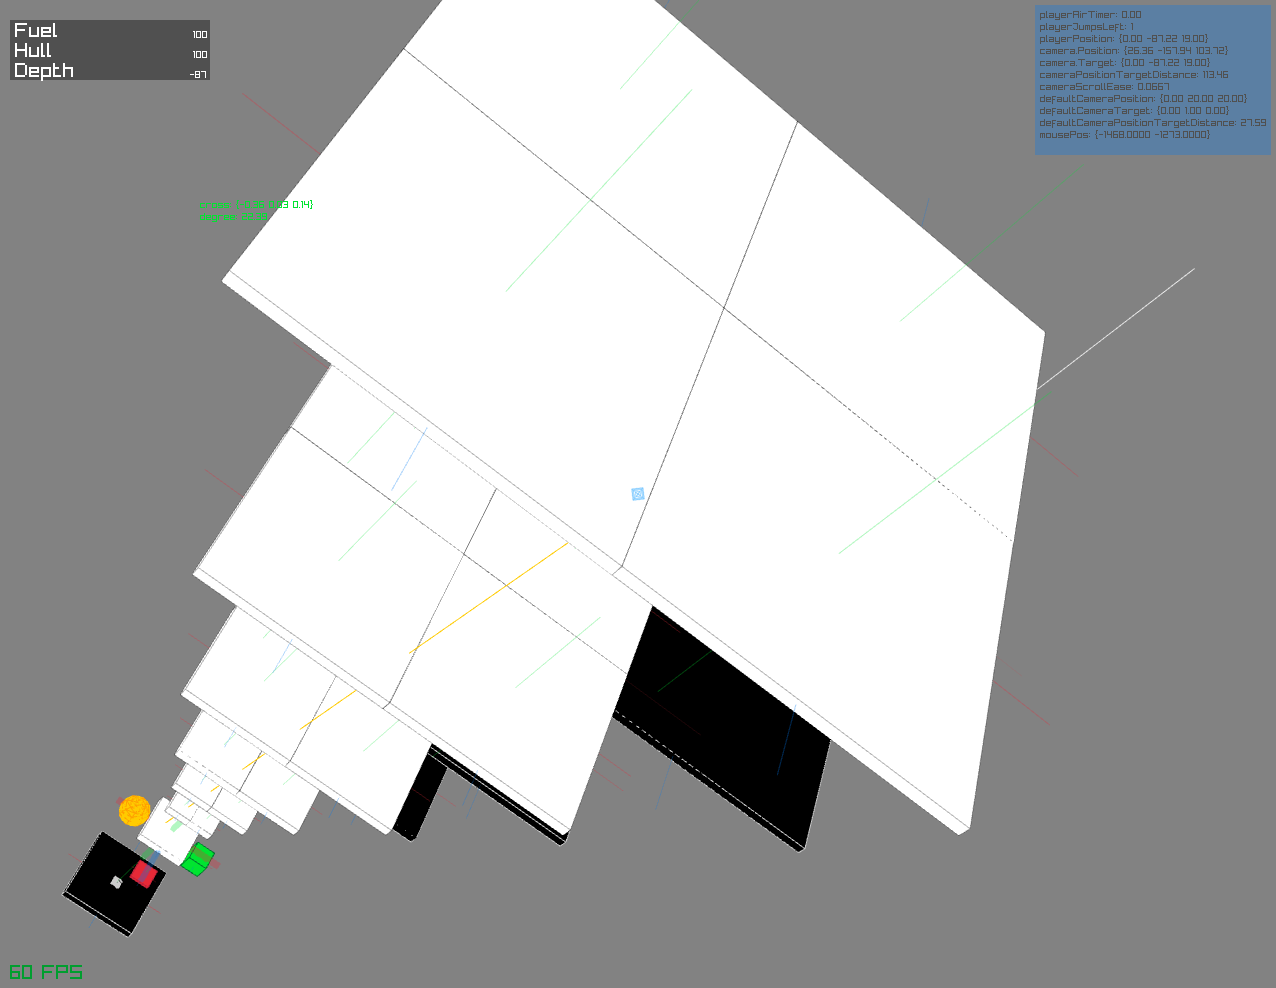 Fuel 100
Hull 100
Depth -87
playerAirTimer: 0.00
playerJumpsLeft: 1
playerPosition: {0.00 -87.22 19.00}
camera.Position: {26.36 -157.94 103.72}
camera.Target: {0.00 -87.22 19.00}
cameraPositionTargetDistance: 113.46
cameraScrollEase: 0.0667
defaultCameraPosition: {0.00 20.00 20.00}
defaultCameraTarget: {0.00 1.00 0.00}
defaultCameraPositionTargetDistance: 27.59
mousePos: {-1468.0000 -1273.0000}
0.14}
60 FPS